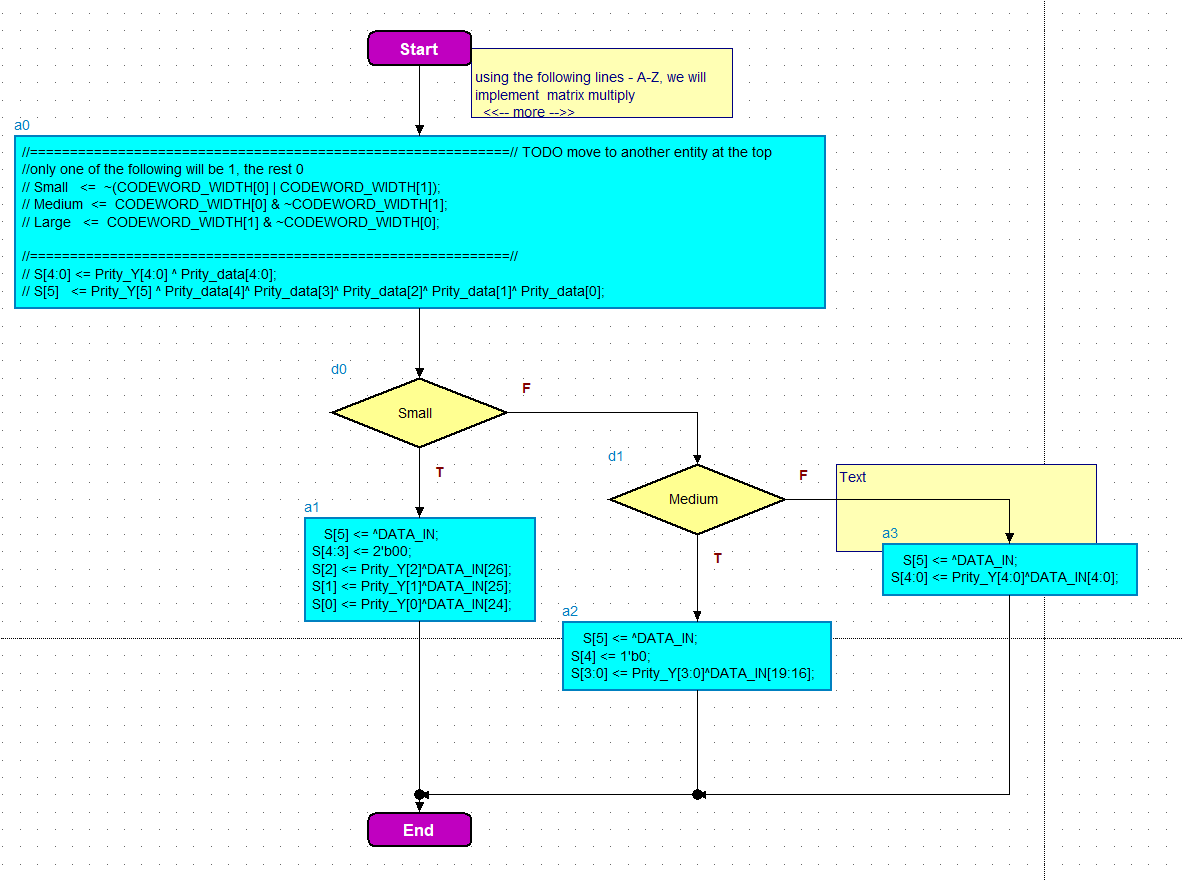 Start
using the following lines - A-Z, we will
implement  matrix multiply
<<-- more -->>
a0
//============================================================// TODO move to another entity at the top
//only one of the following will be 1, the rest 0
// Small   <=  ~(CODEWORD_WIDTH[0] | CODEWORD_WIDTH[1]);
// Medium  <=  CODEWORD_WIDTH[0] & ~CODEWORD_WIDTH[1];
// Large   <=  CODEWORD_WIDTH[1] & ~CODEWORD_WIDTH[0];
//============================================================//
// S[4:0] <= Prity_Y[4:0] ^ Prity_data[4:0];
// S[5]   <= Prity_Y[5] ^ Prity_data[4]^ Prity_data[3]^ Prity_data[2]^ Prity_data[1]^ Prity_data[0];
d0
Small
F
T
d1
Medium
F
T
Text
a1
S[5] <= ^DATA_IN;
S[4:3] <= 2'b00;
S[2] <= Prity_Y[2]^DATA_IN[26];
S[1] <= Prity_Y[1]^DATA_IN[25];
S[0] <= Prity_Y[0]^DATA_IN[24];
a3
S[5] <= ^DATA_IN;
S[4:0] <= Prity_Y[4:0]^DATA_IN[4:0];
a2
S[5] <= ^DATA_IN;
S[4] <= 1'b0;
S[3:0] <= Prity_Y[3:0]^DATA_IN[19:16];
End